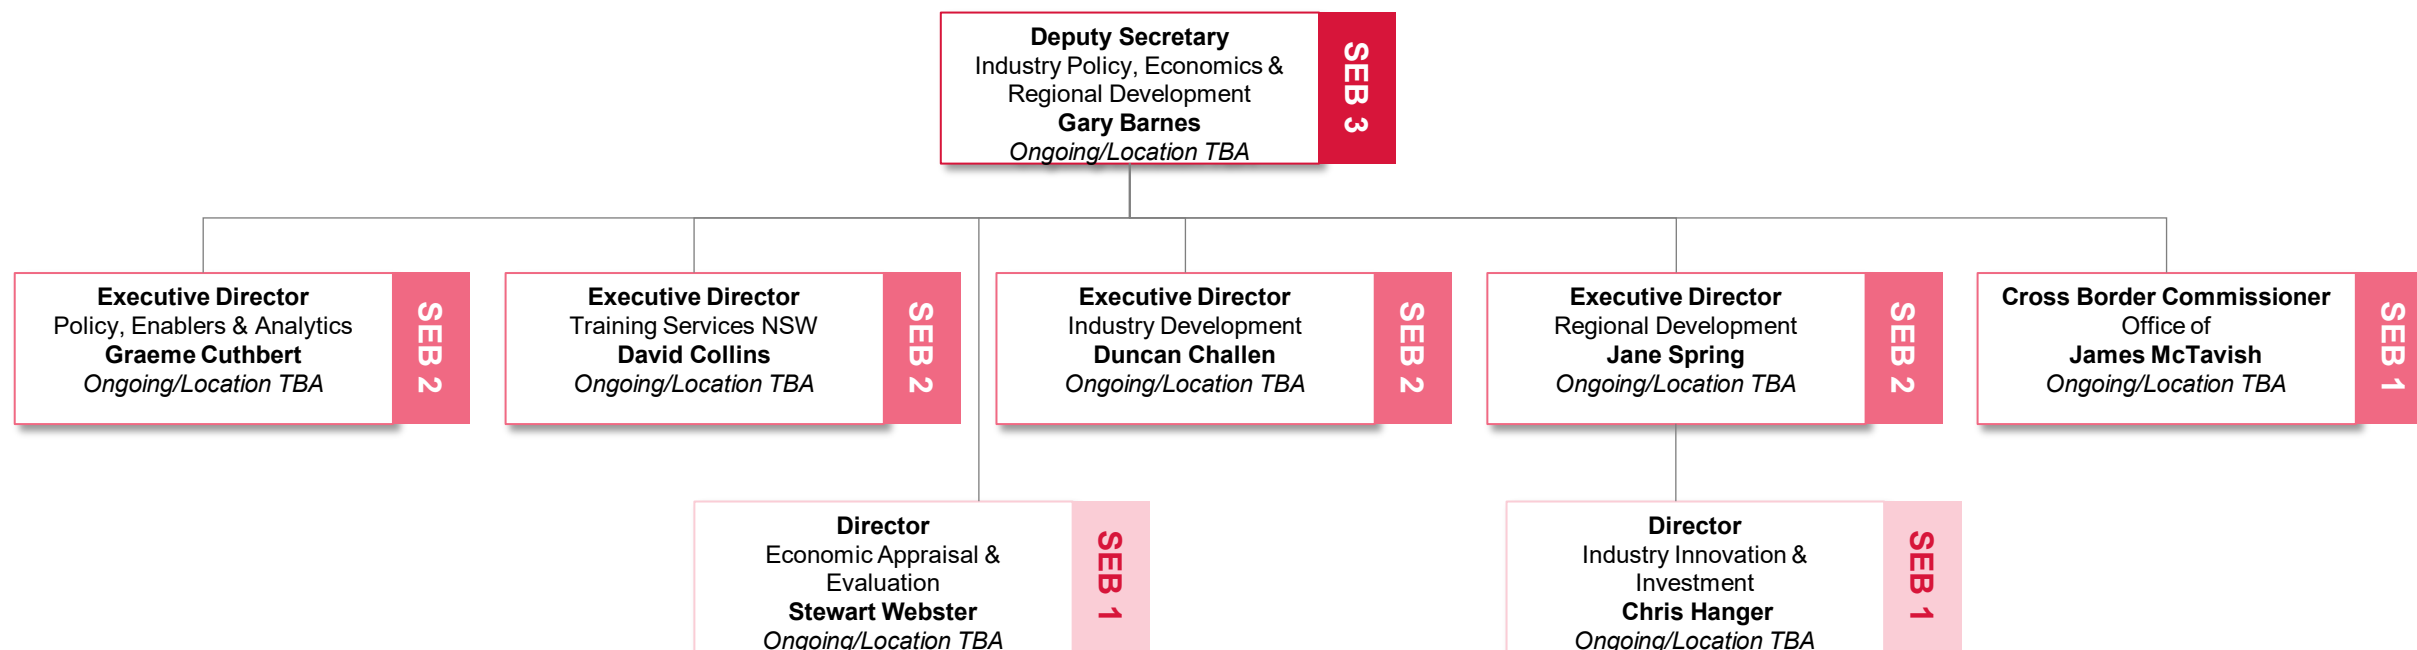 Deputy Secretary
Industry Policy, Economics &
Regional Development
Gary Barnes
Ongoing/Location TBA
SEB 3
Executive Director
Policy, Enablers & Analytics
Graeme Cuthbert
Ongoing/Location TBA
SEB 2
Executive Director
Training Services NSW
David Collins
Ongoing/Location TBA
SEB 2
Executive Director
Industry Development
Duncan Challen
Ongoing/Location TBA
SEB 2
Executive Director
Regional Development
Jane Spring
Ongoing/Location TBA
SEB 2
Cross Border Commissioner
Office of
James McTavish
Ongoing/Location TBA
SEB 1
Director
Economic Appraisal &
Evaluation
Stewart Webster
Ongoing/Location TBA
SEB 1
Director
Industry Innovation &
Investment
Chris Hanger
Ongoing/Location TBA
SEB 1